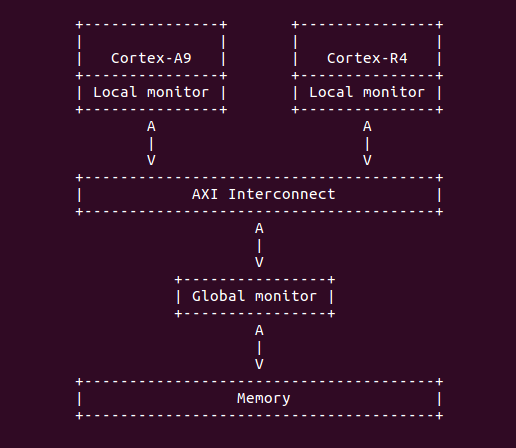 +---------------+       +---------------+
|               |       |               |
|   Cortex-A9   |       |   Cortex-R4   |
+---------------+       +---------------+
| Local monitor |       | Local monitor |
+---------------+       +---------------+
        A                       A
        |                       |
        V                       V
+---------------------------------------+
|            AXI Interconnect           |
+---------------------------------------+
                    A
                    |
                    V
           +----------------+
           | Global monitor |
           +----------------+
                    A
                    |
                    V
+---------------------------------------+
|                 Memory                |
+---------------------------------------+